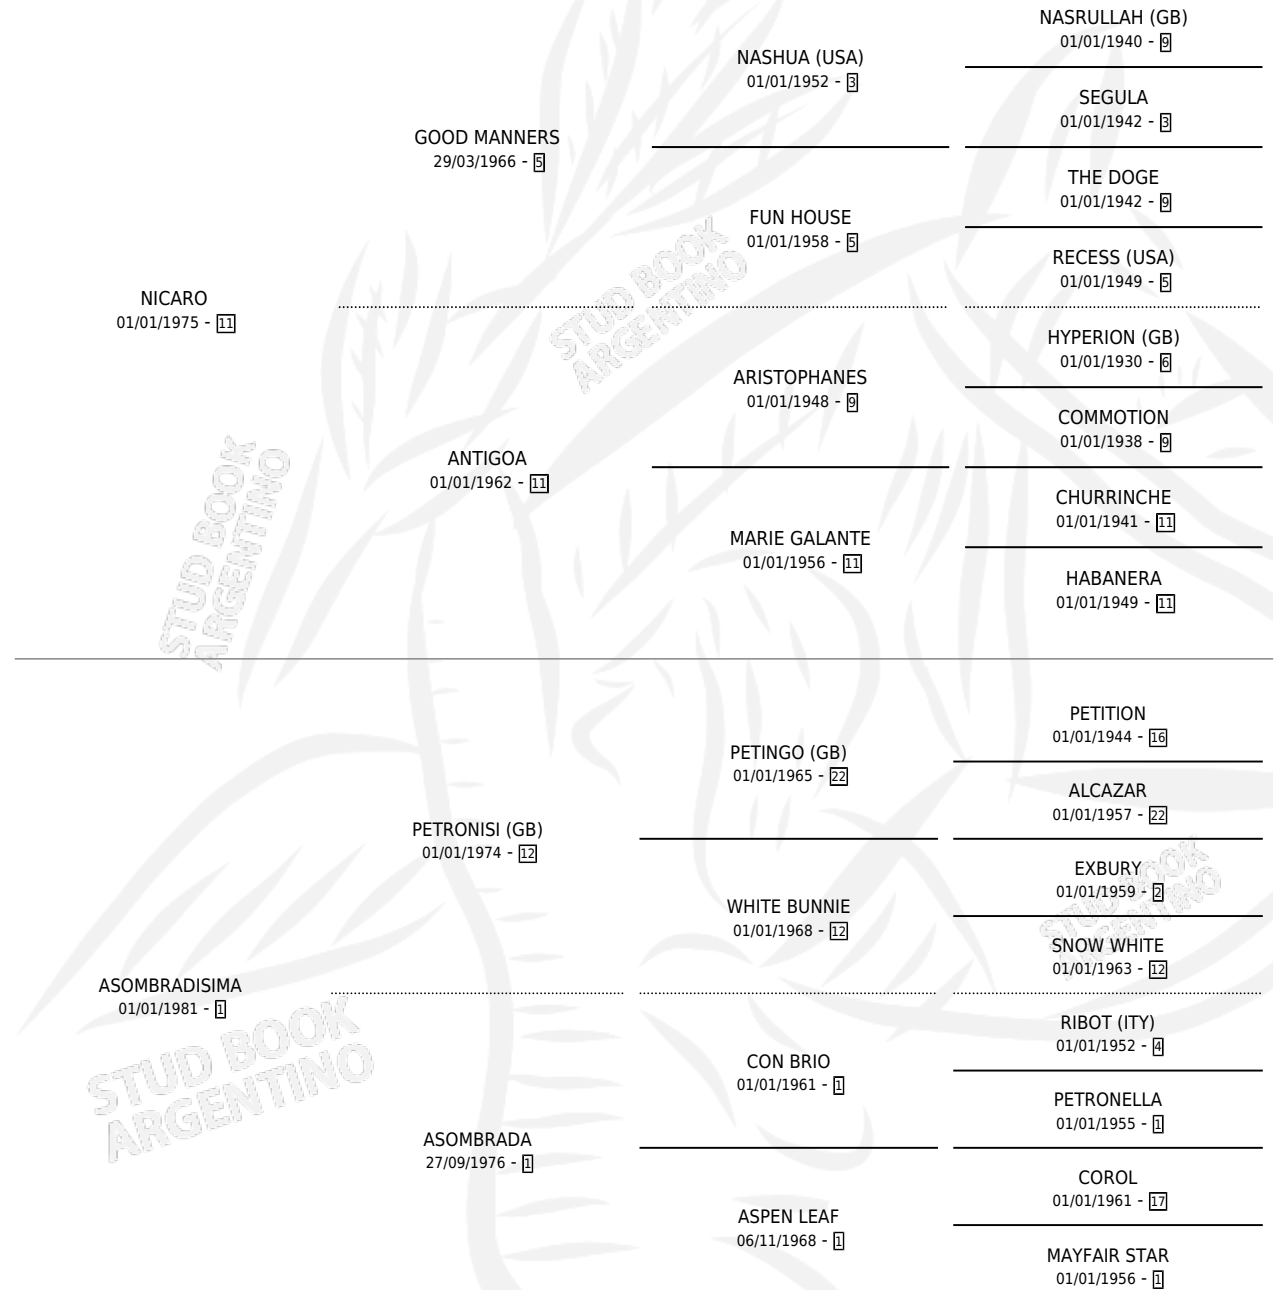 NASRULLAH (GB)
01/01/1940 - 9
NASHUA (USA)
01/01/1952 - 3
SEGULA
01/01/1942 - 3
GOOD MANNERS
29/03/1966 - 5
THE DOGE
01/01/1942 - 9
FUN HOUSE
01/01/1958 - 5
RECESS (USA)
01/01/1949 - 5
NICARO
01/01/1975 - 11
HYPERION (GB)
01/01/1930 - 6
ARISTOPHANES
01/01/1948 - 9
COMMOTION
01/01/1938 - 9
ANTIGOA
01/01/1962 - 11
CHURRINCHE
01/01/1941 - 11
MARIE GALANTE
01/01/1956 - 11
HABANERA
01/01/1949 - 11
PETITION
01/01/1944 - 16
PETINGO (GB)
01/01/1965 - 22
ALCAZAR
01/01/1957 - 22
PETRONISI (GB)
01/01/1974 - 12
EXBURY
01/01/1959 - 2
WHITE BUNNIE
01/01/1968 - 12
SNOW WHITE
01/01/1963 - 12
ASOMBRADISIMA
01/01/1981 - 1
RIBOT (ITY)
01/01/1952 - 4
CON BRIO
01/01/1961 - 1
PETRONELLA
01/01/1955 - 1
ASOMBRADA
27/09/1976 - 1
COROL
01/01/1961 - 17
ASPEN LEAF
06/11/1968 - 1
MAYFAIR STAR
01/01/1956 - 1
STUD BOOK
ARGENTINO
STUD BOOK
ARGENTINO
STUD BOOK
ARGENTINO
STUD BOOK
ARGENTINO